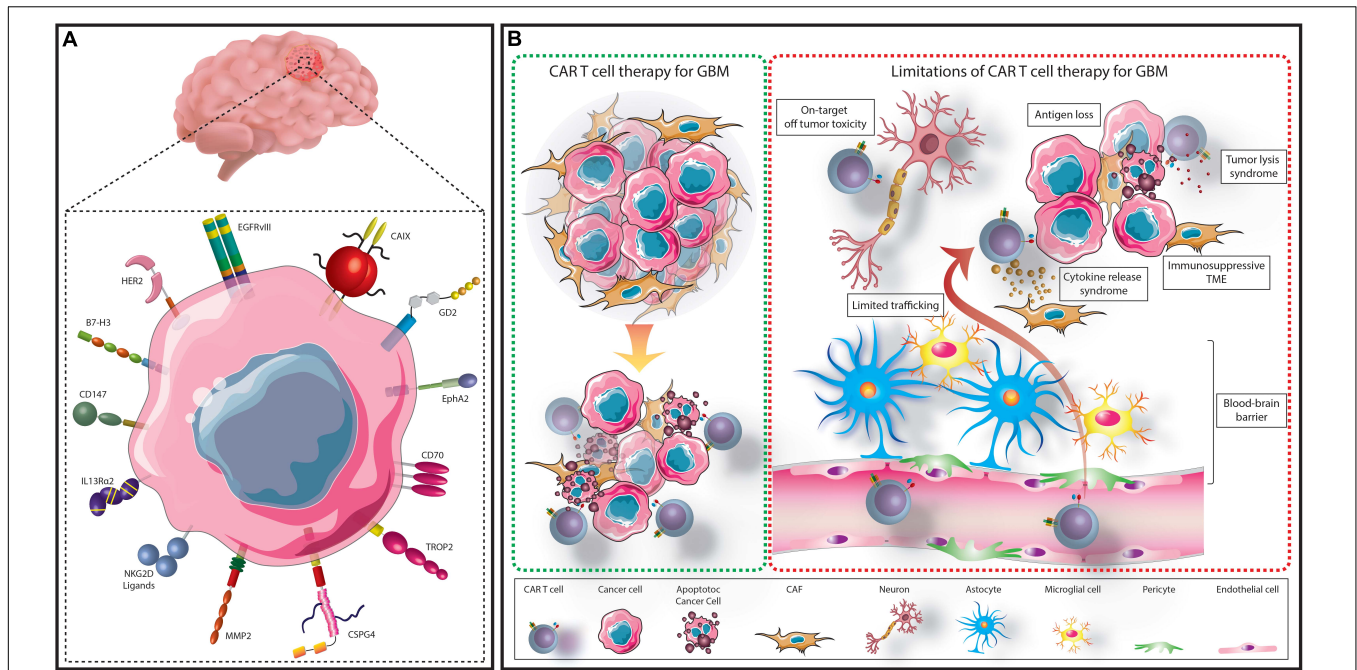 A
EGFRvIII
CAIX
HER2
GD2
B7-H3
EphA2
CD147
CD70
IL13Rα2
TROP2
NKG2D
Ligands
MMP2
CSPG4
B
CAR T cell therapy for GBM
Limitations of CAR T cell therapy for GBM
On-target
off tumor toxicity
Antigen loss
Tumor lysis
syndrome
Cytokine release
syndrome
Immunosuppressive
TME
Limited trafficking
Blood-brain
barrier
CAR T cell
Cancer cell
Apoptotoc
Cancer Cell
CAF
Neuron
Astocyte
Microglial cell
Pericyte
Endothelial cell